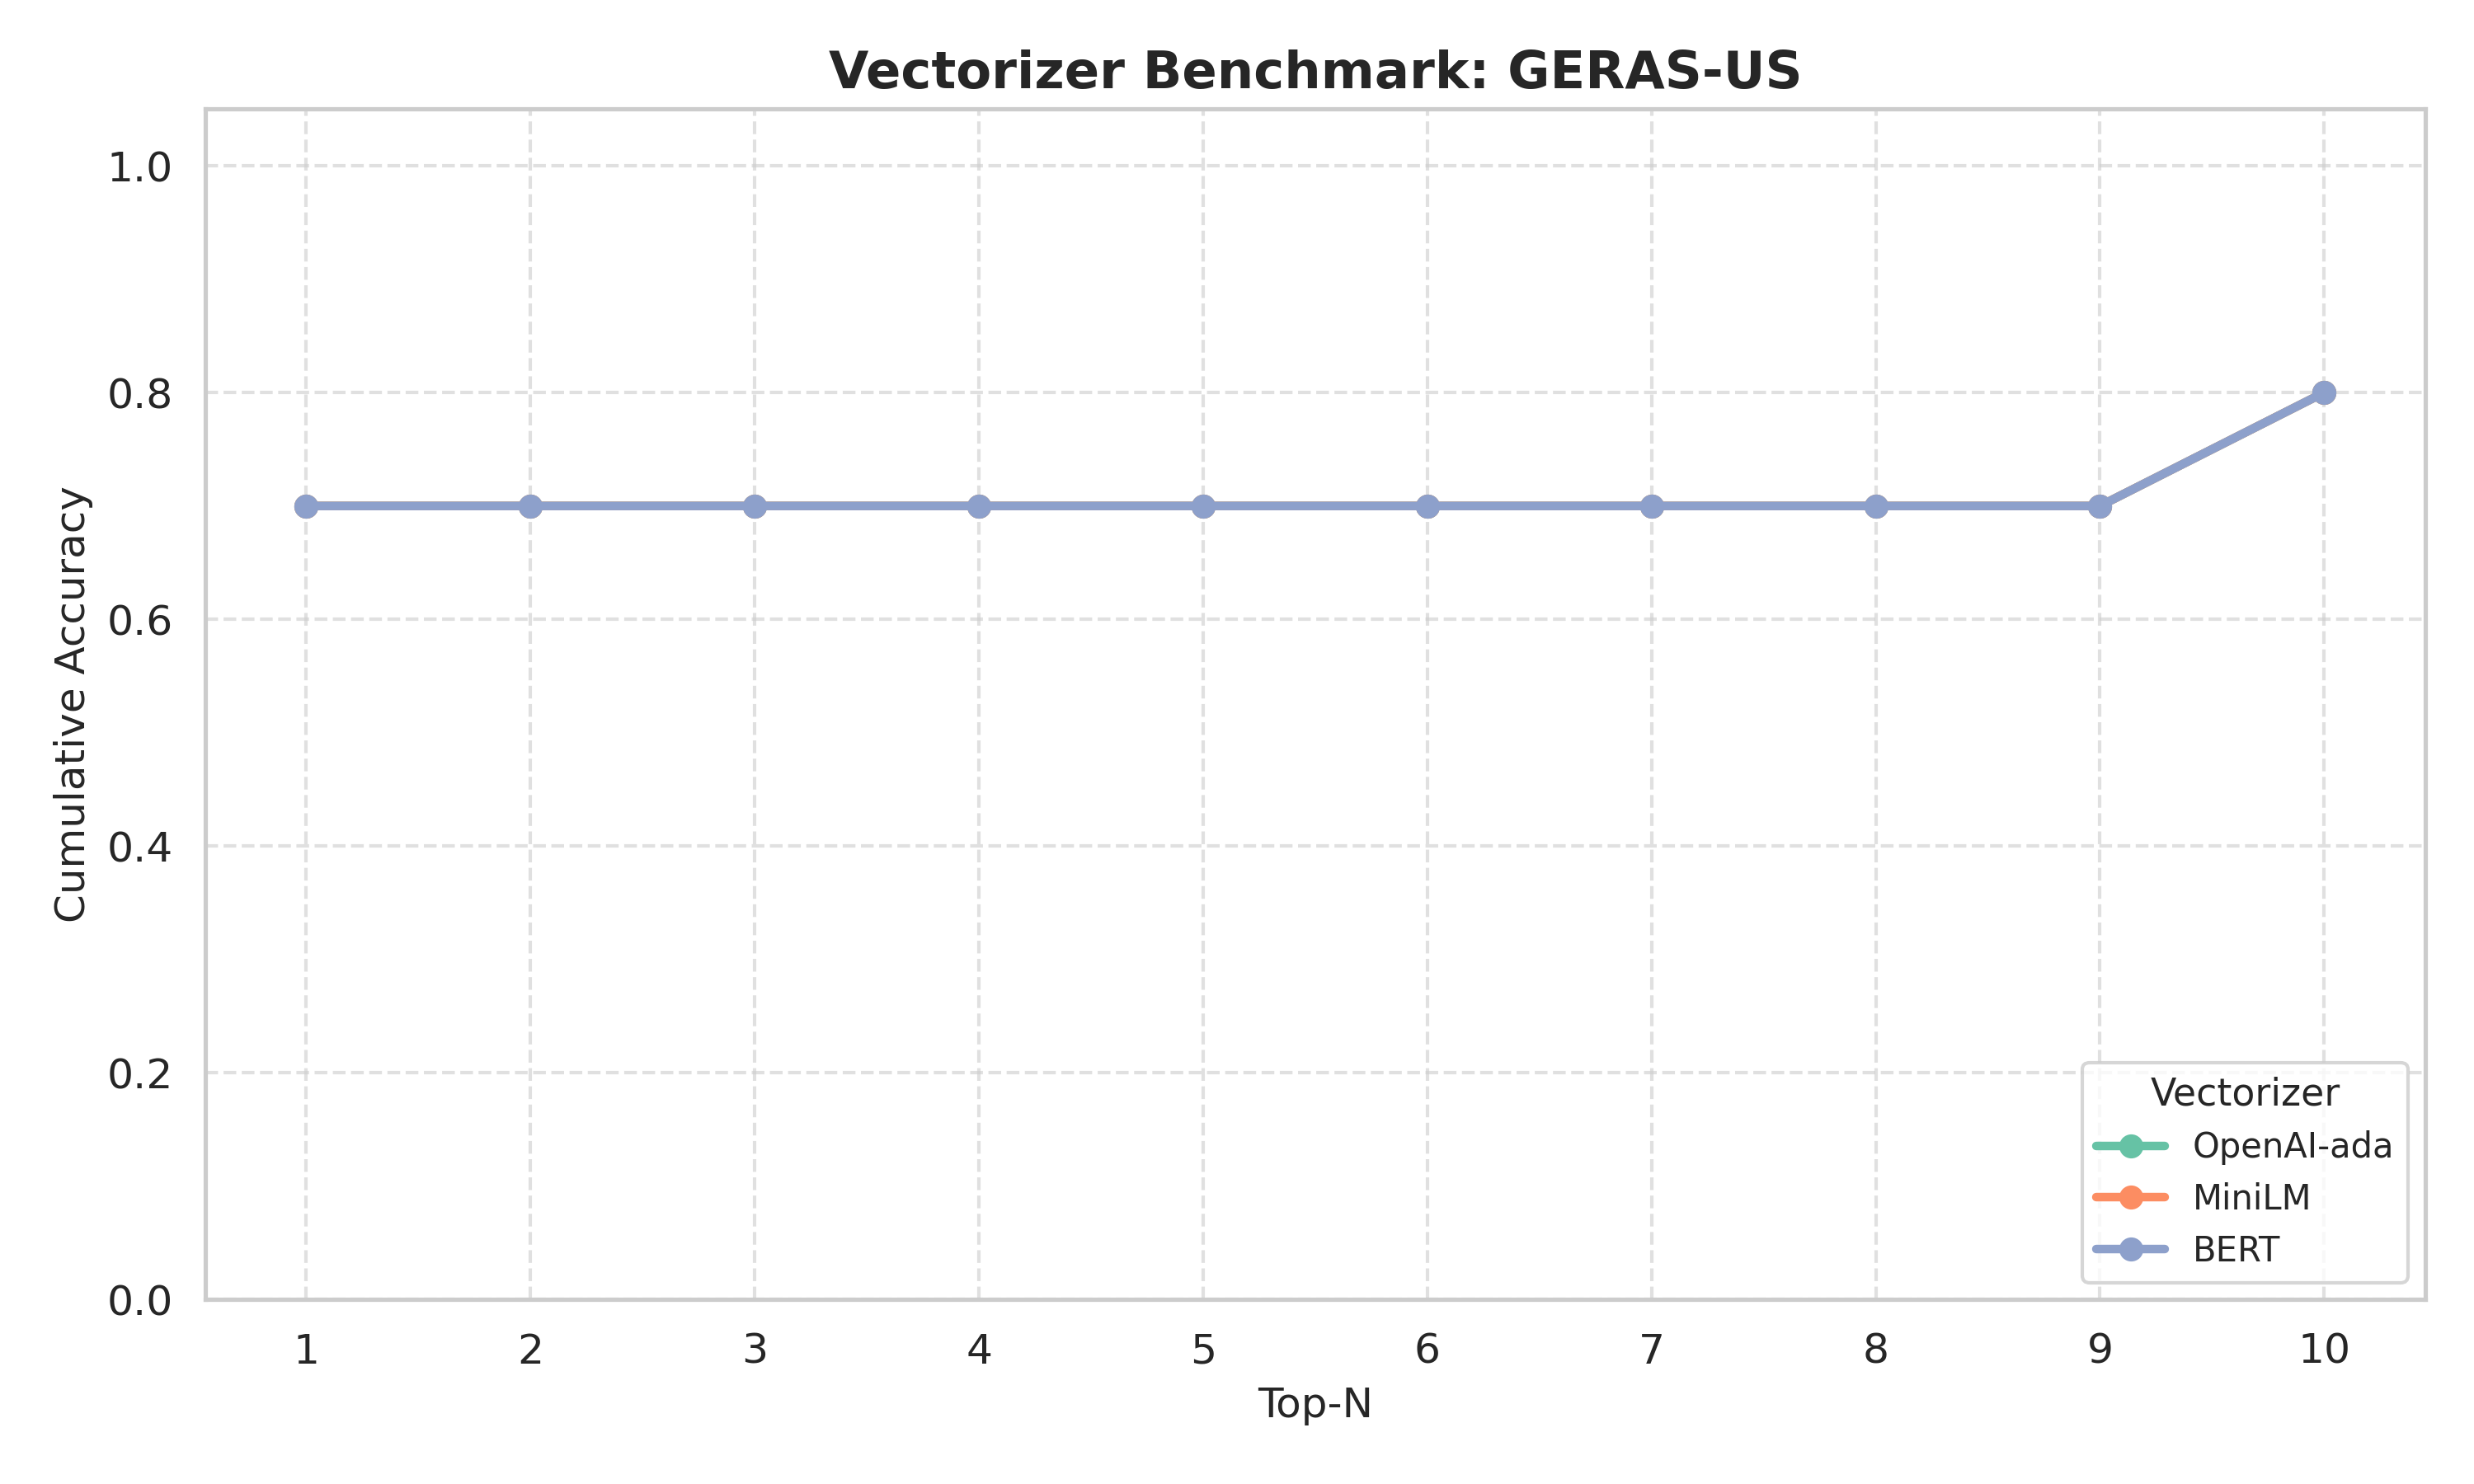 Vectorizer Benchmark: GERAS-US
Cumulative Accuracy
1.0
0.8
0.6
0.4
0.2
0.0
1 2 3 4 5 6 7 8 9 10
Top-N
Vectorizer
OpenAI-ada
MiniLM
BERT